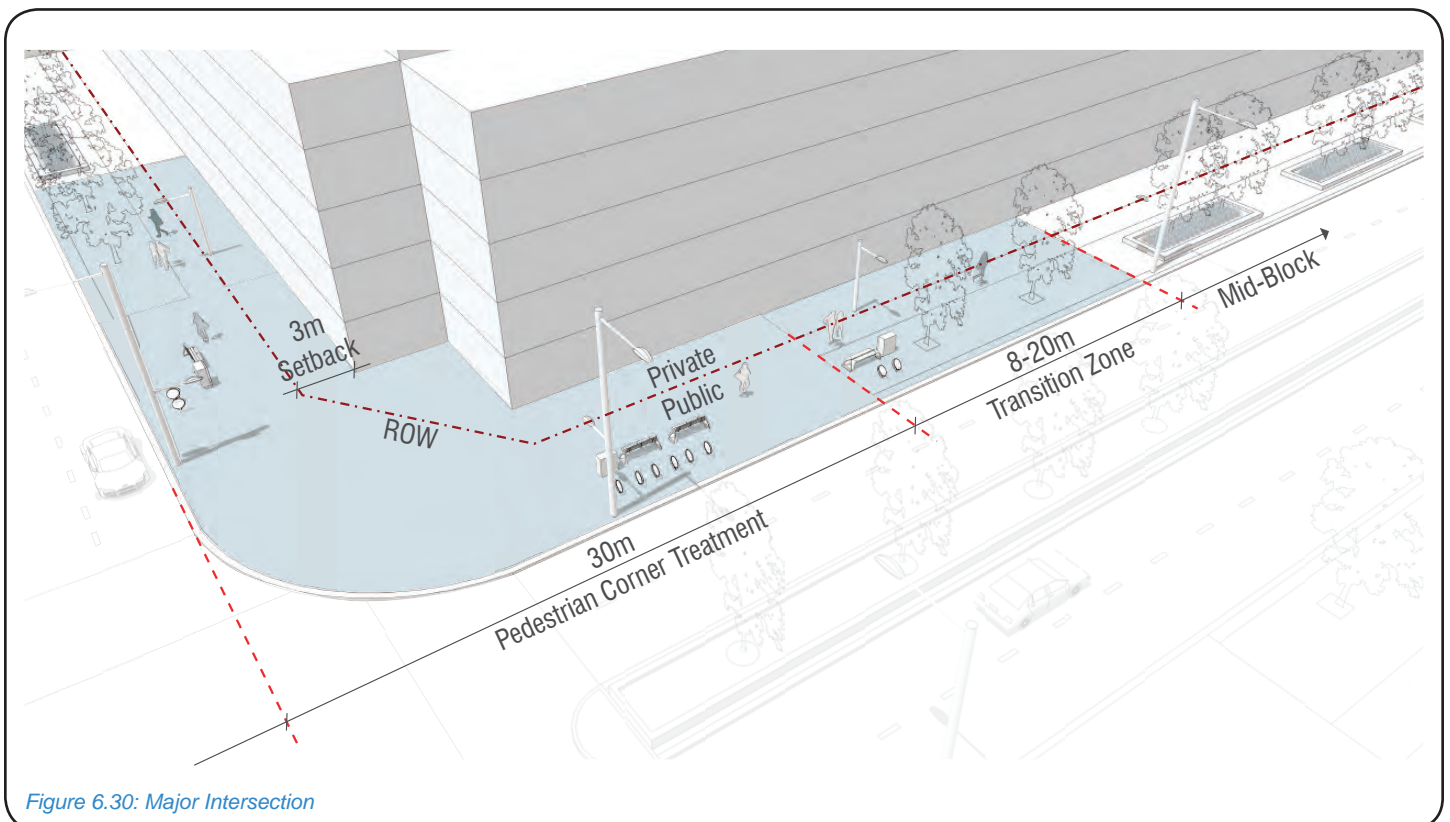 3m
Setback
ROW
Private
Public
30m
Pedestrian Corner Treatment
8-20m
Transition Zone
Mid-Block
Figure 6.30: Major Intersection